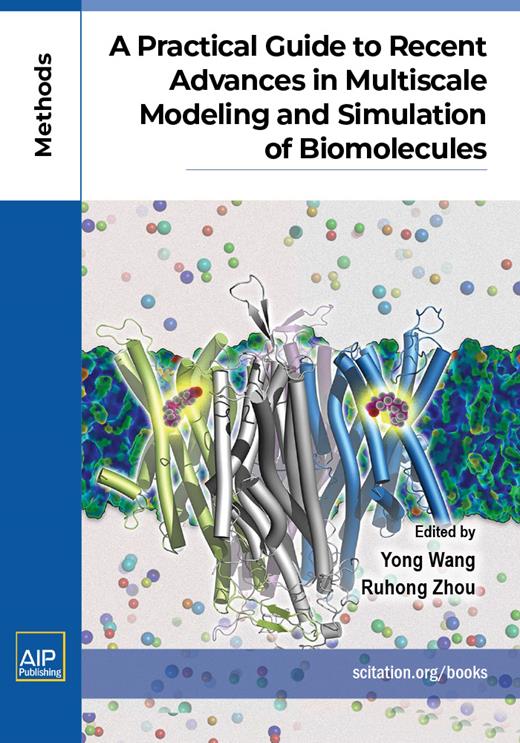 Methods
A Practical Guide to Recent
Advances in Multiscale
Modeling and Simulation
of Biomolecules
Edited by
Yong Wang
Ruhong Zhou
AIP
Publishing
scitation.org/books